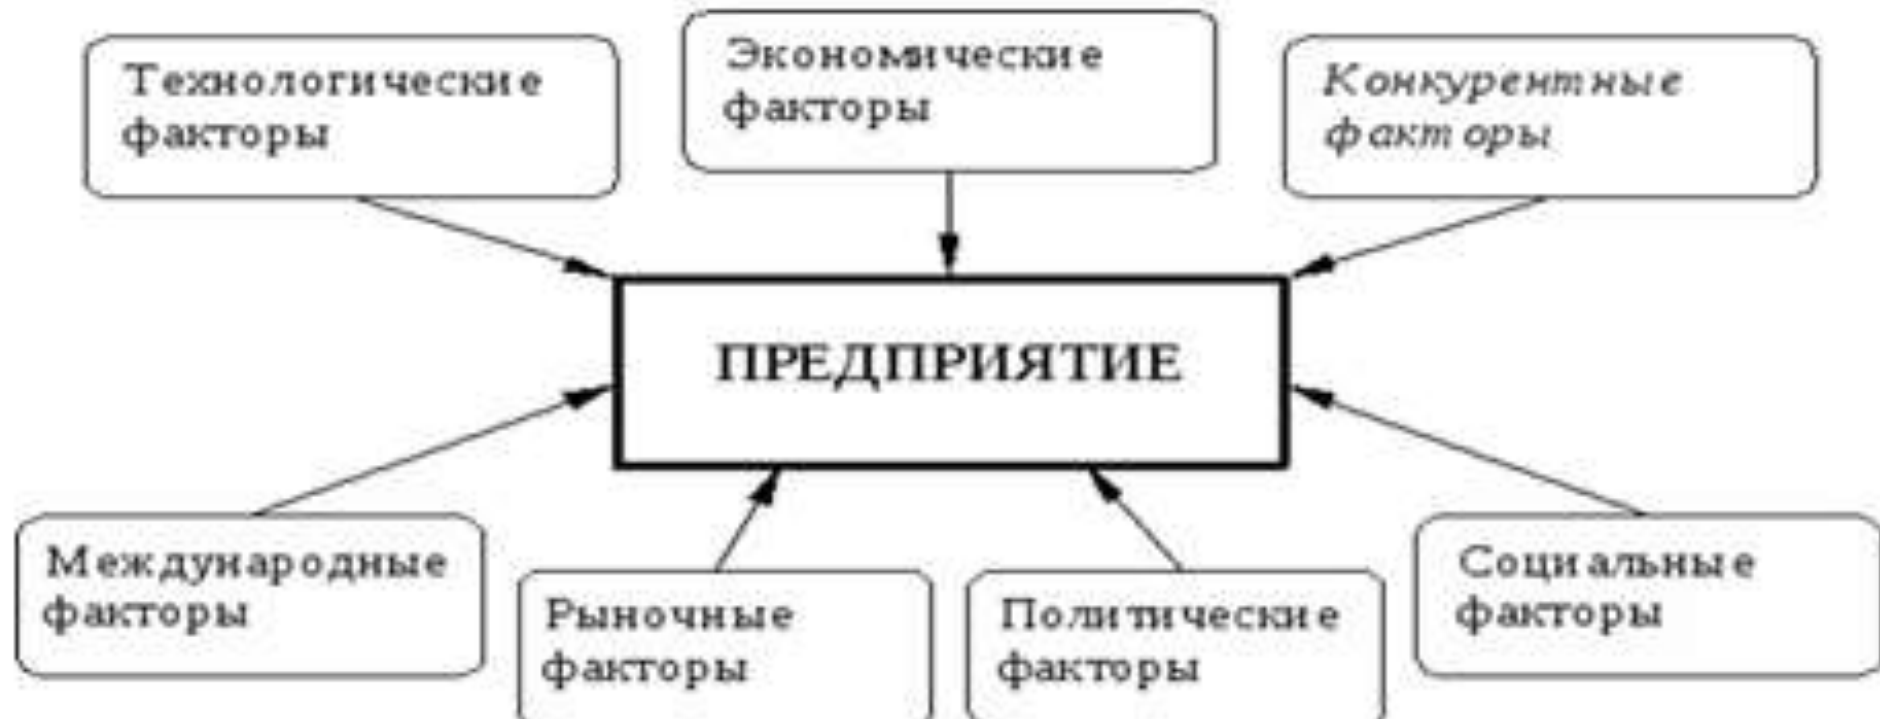 Технологические
факторы
Экономические
факторы
Конкурентные
факторы
ПРЕДПРИЯТИЕ
Международные
факторы
Рыночные
факторы
Политические
факторы
Социальные
факторы